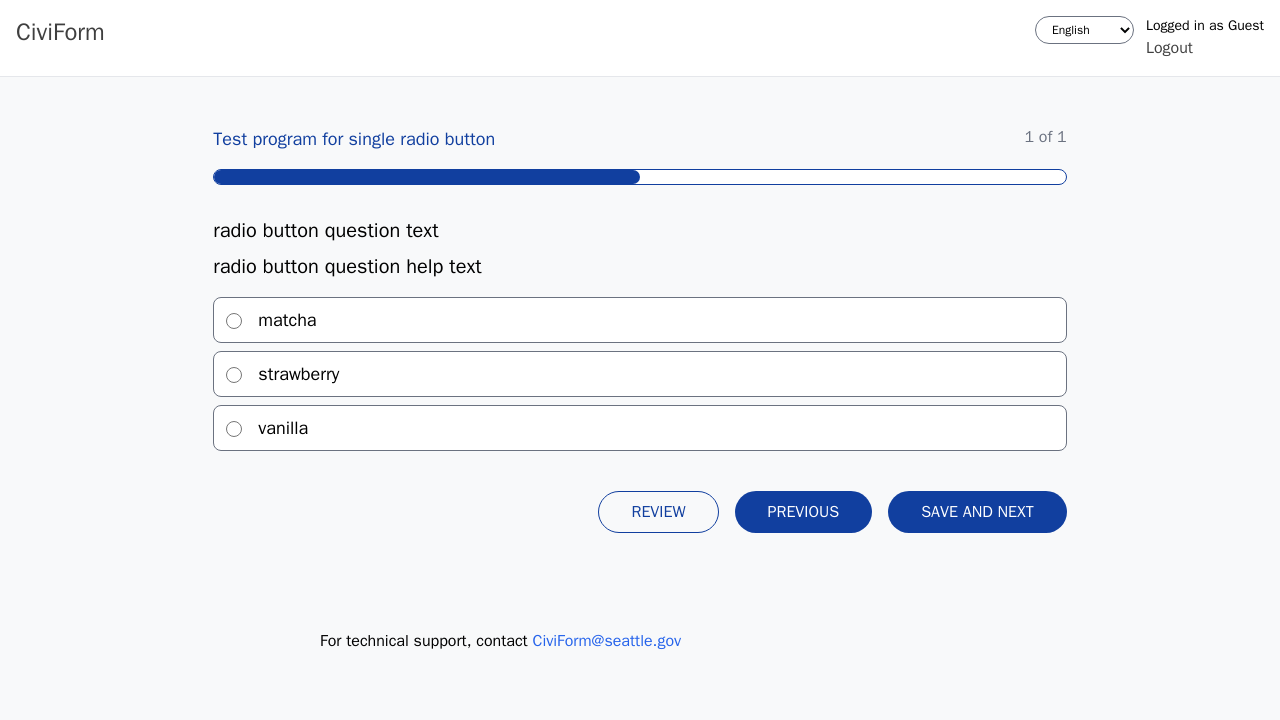 CiviForm
English
Logged in as Guest
Logout
Test program for single radio button
1 of 1
radio button question text
radio button question help text
matcha
strawberry
vanilla
REVIEW
PREVIOUS
SAVE AND NEXT
For technical support, contact CiviForm@seattle.gov